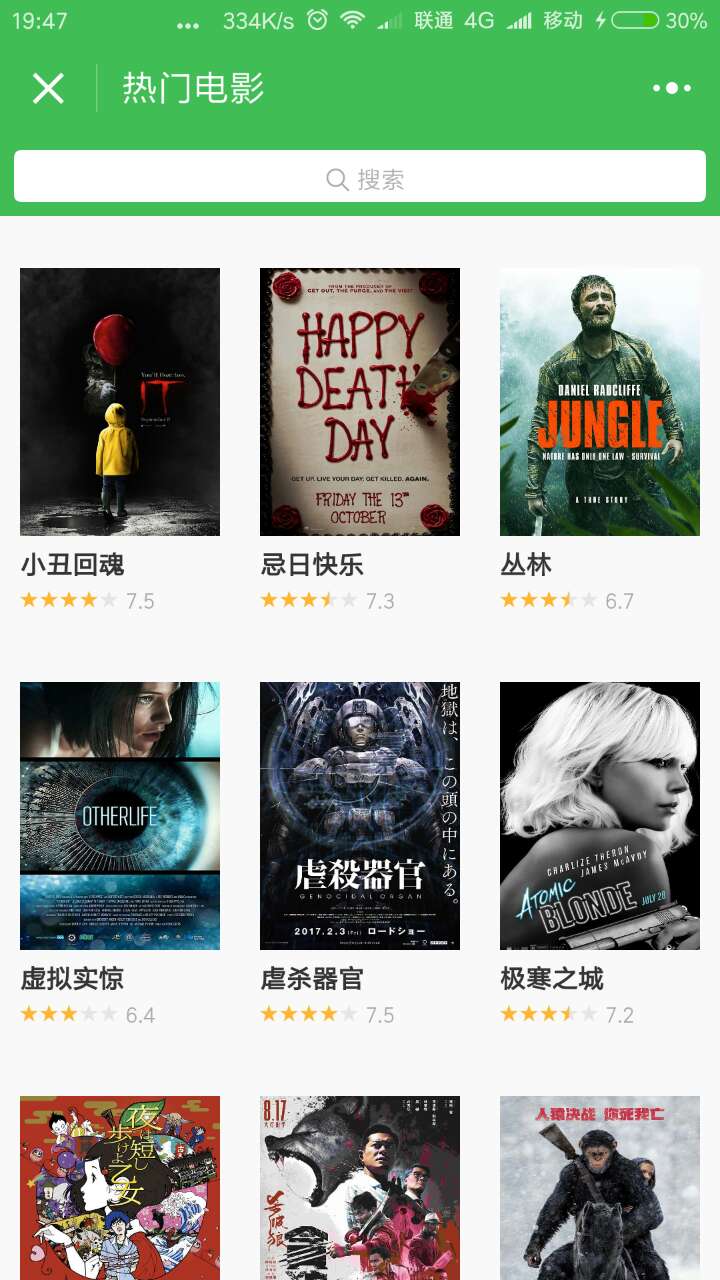 19:47 ... 334K/s 联通 4G 移动 30%
热门电影
搜索
You'll float too.
IT
FROM THE PRODUCER OF
GET OUT, THE PURGE, AND THE VISIT
HAPPY
DEATH
DAY
GET UP. LIVE YOUR DAY. GET KILLED. AGAIN.
FRIDAY THE 13TH
OCTOBER
DANIEL RADCLIFFE
JUNGLE
NATURE HAS ONLY ONE LAW - SURVIVAL
A TRUE STORY
小丑回魂
7.5
忌日快乐
7.3
丛林
6.7
OTHERLIFE
地獄は、この頭の中にある。
虐殺器官
GENOCIDAL ORGAN
2017.2.3(Fri) ロードショー
CHARLIZE THERON
JAMES McAVOY
ATOMIC
BLONDE
JULY 28
虚拟实惊
6.4
虐杀器官
7.5
极寒之城
7.2
夜は短し
歩けよ乙女
8.17
人猿决战 你死我亡